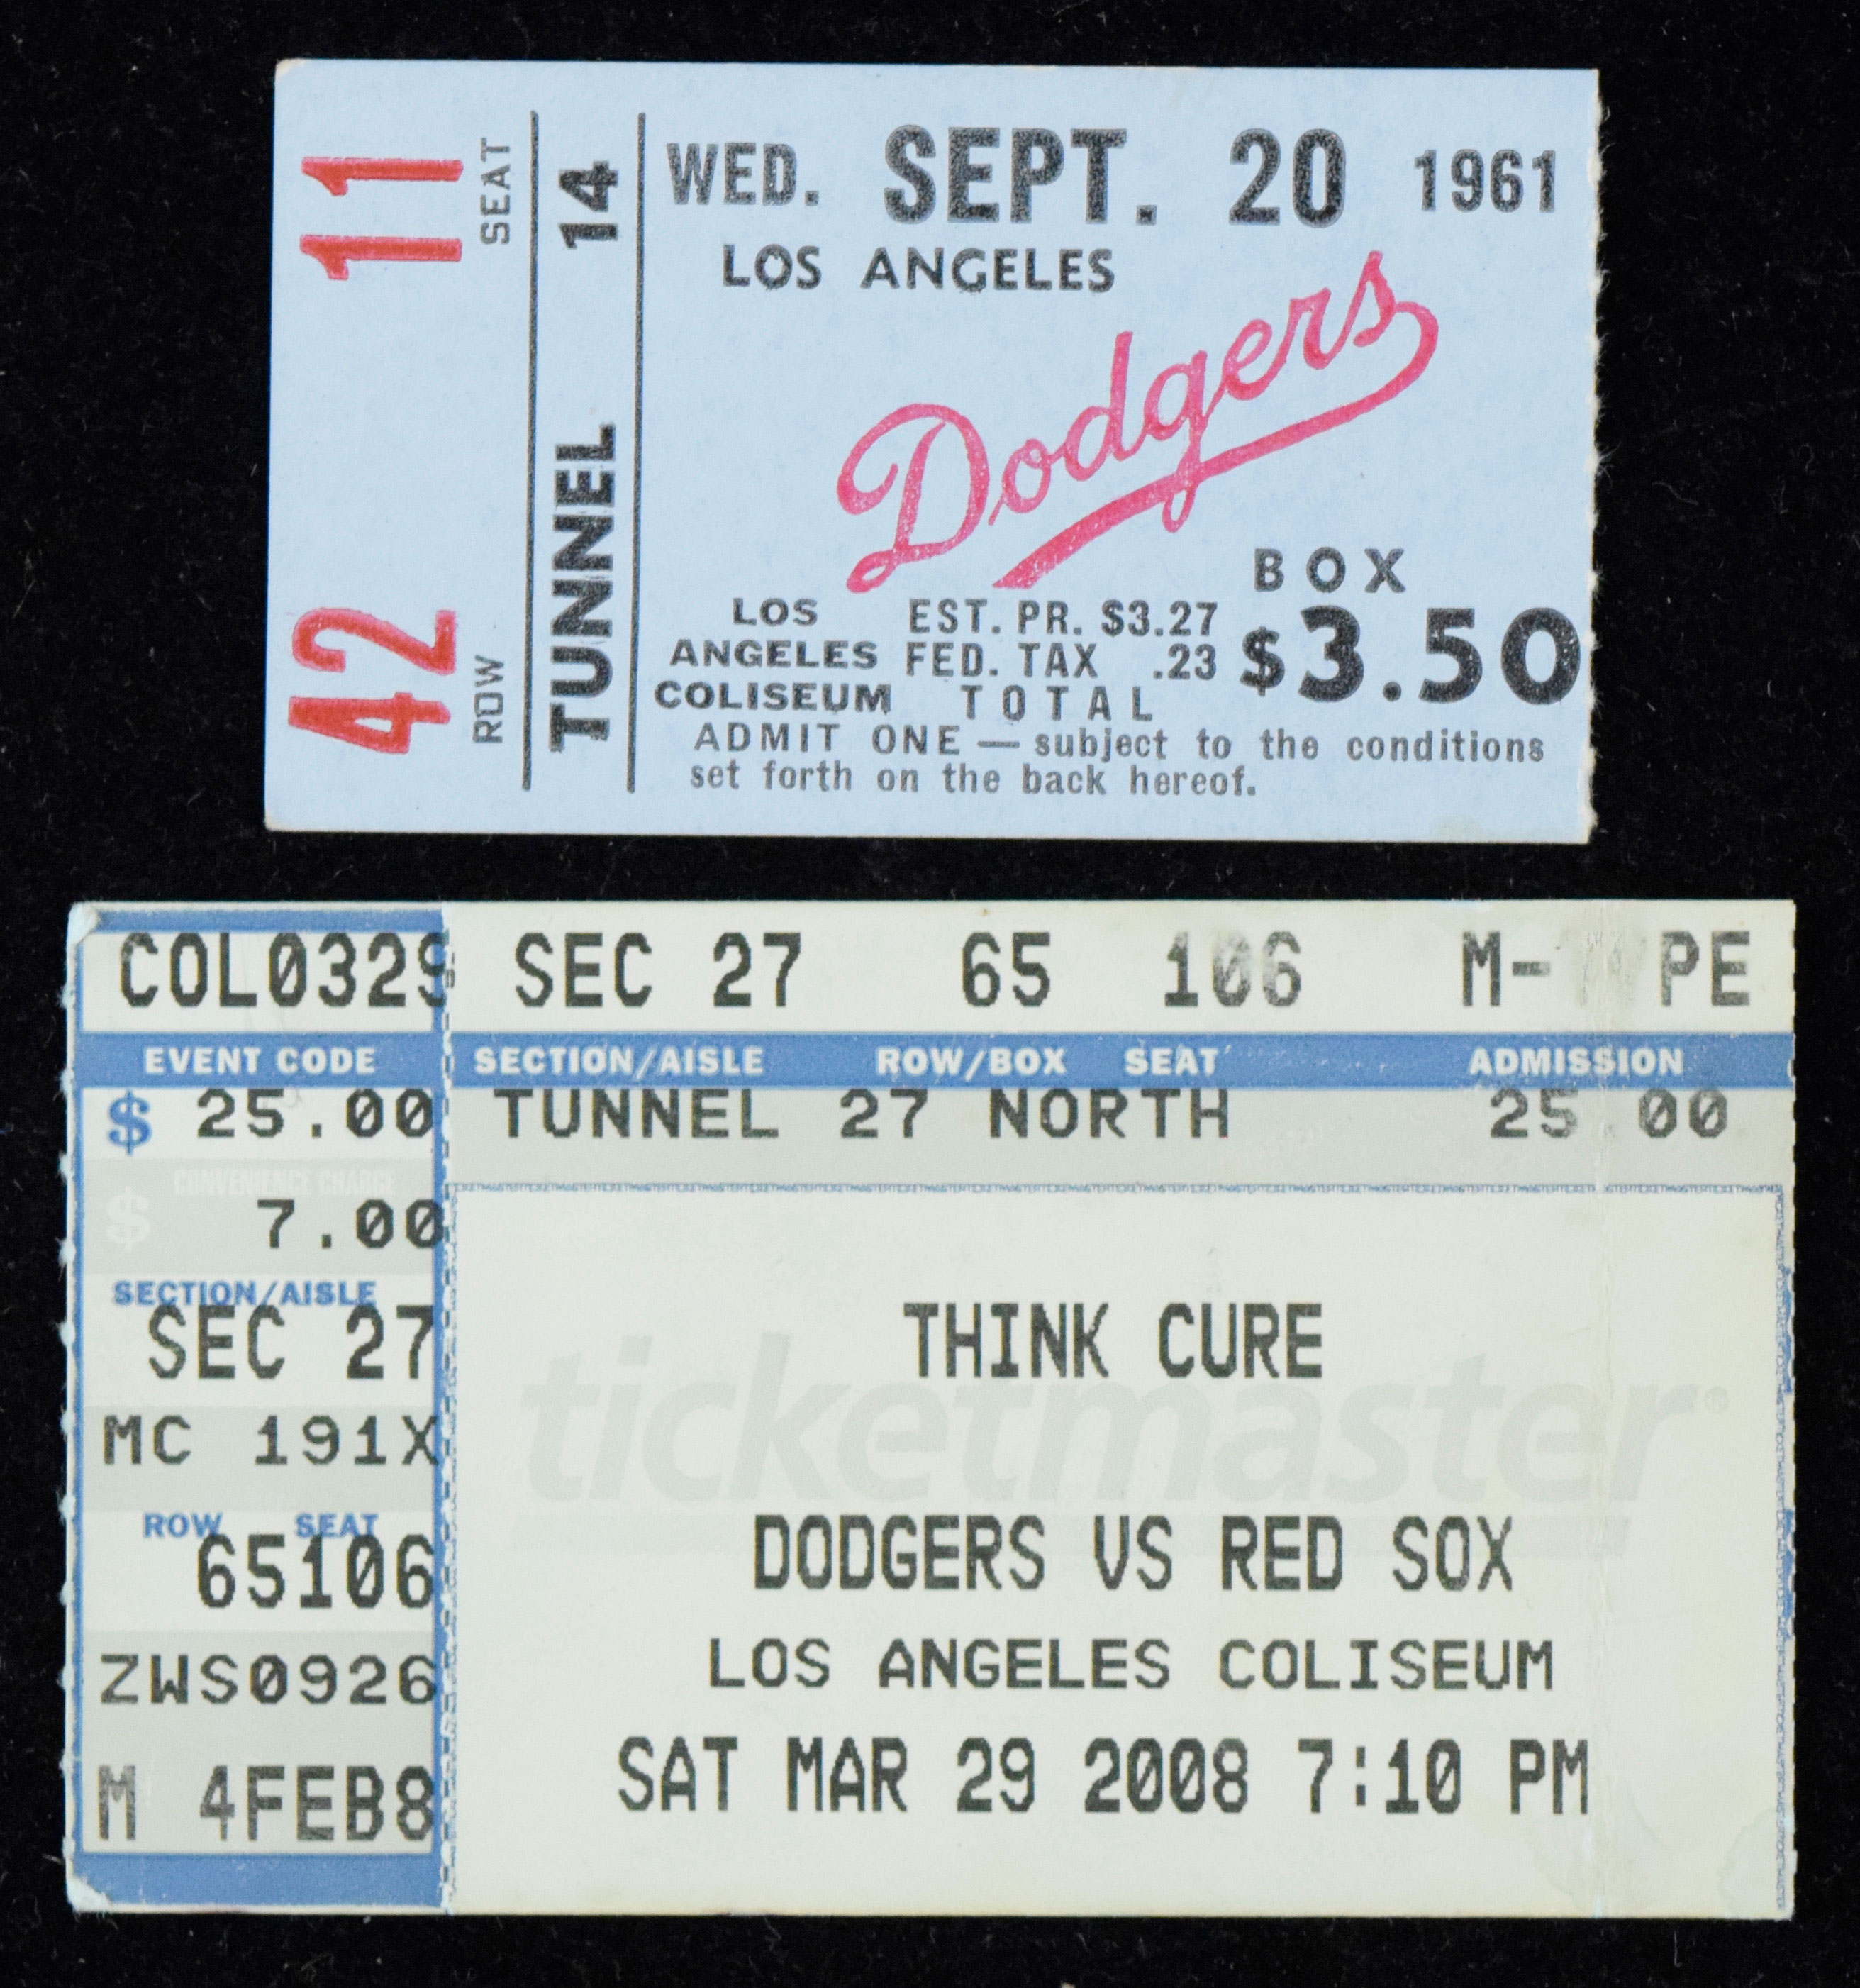 WED. SEPT. 20 1961
LOS ANGELES
Dodgers
BOX
LOS EST. PR. $3.27 $3.50
ANGELES FED. TAX .23
COLISEUM TOTAL
ADMIT ONE — subject to the conditions
set forth on the back hereof.
TUNNEL 14
ROW SEAT
42 11
COL0329 SEC 27 65 106 M- PE
EVENT CODE SECTION/AISLE ROW/BOX SEAT ADMISSION
$ 25.00 TUNNEL 27 NORTH 25 00
CONVENIENCE CHARGE
$ 7.00
SECTION/AISLE
SEC 27
MC 191X
ROW SEAT
65106
ZWS0926
M 4FEB8
ticketmaster®
THINK CURE
DODGERS VS RED SOX
LOS ANGELES COLISEUM
SAT MAR 29 2008 7:10 PM